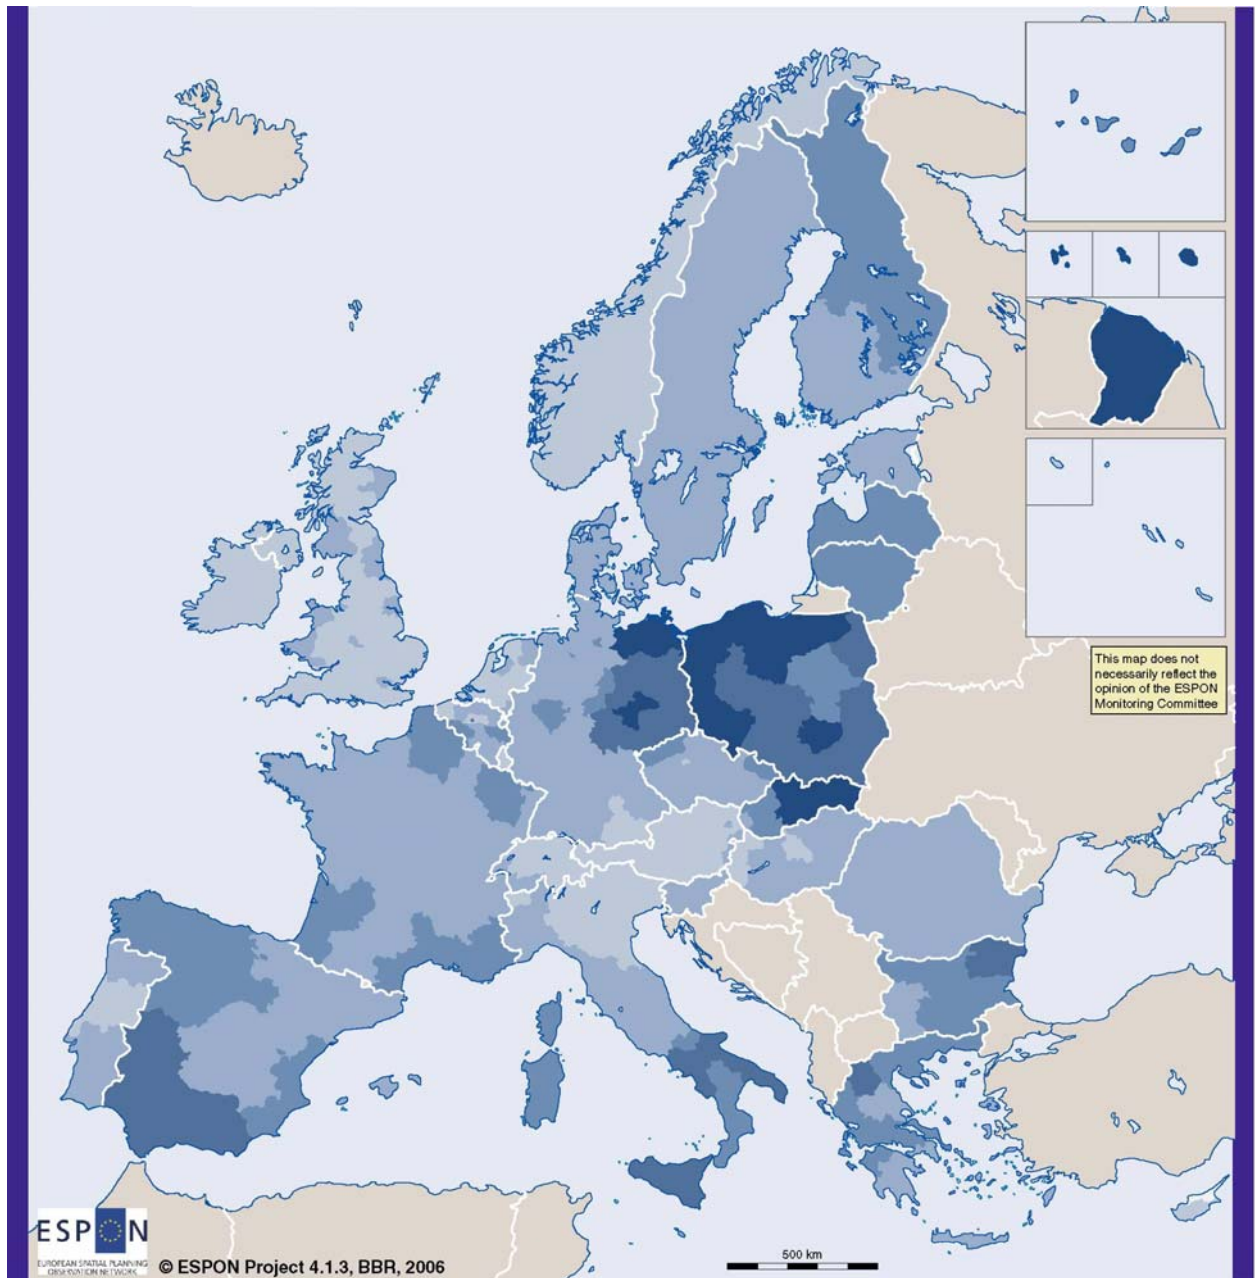 This map does not
necessarily reflect the
opinion of the ESPON
Monitoring Committee
500 km
ESPON
EUROPEAN SPATIAL PLANNING
OBSERVATION NETWORK
© ESPON Project 4.1.3, BBR, 2006